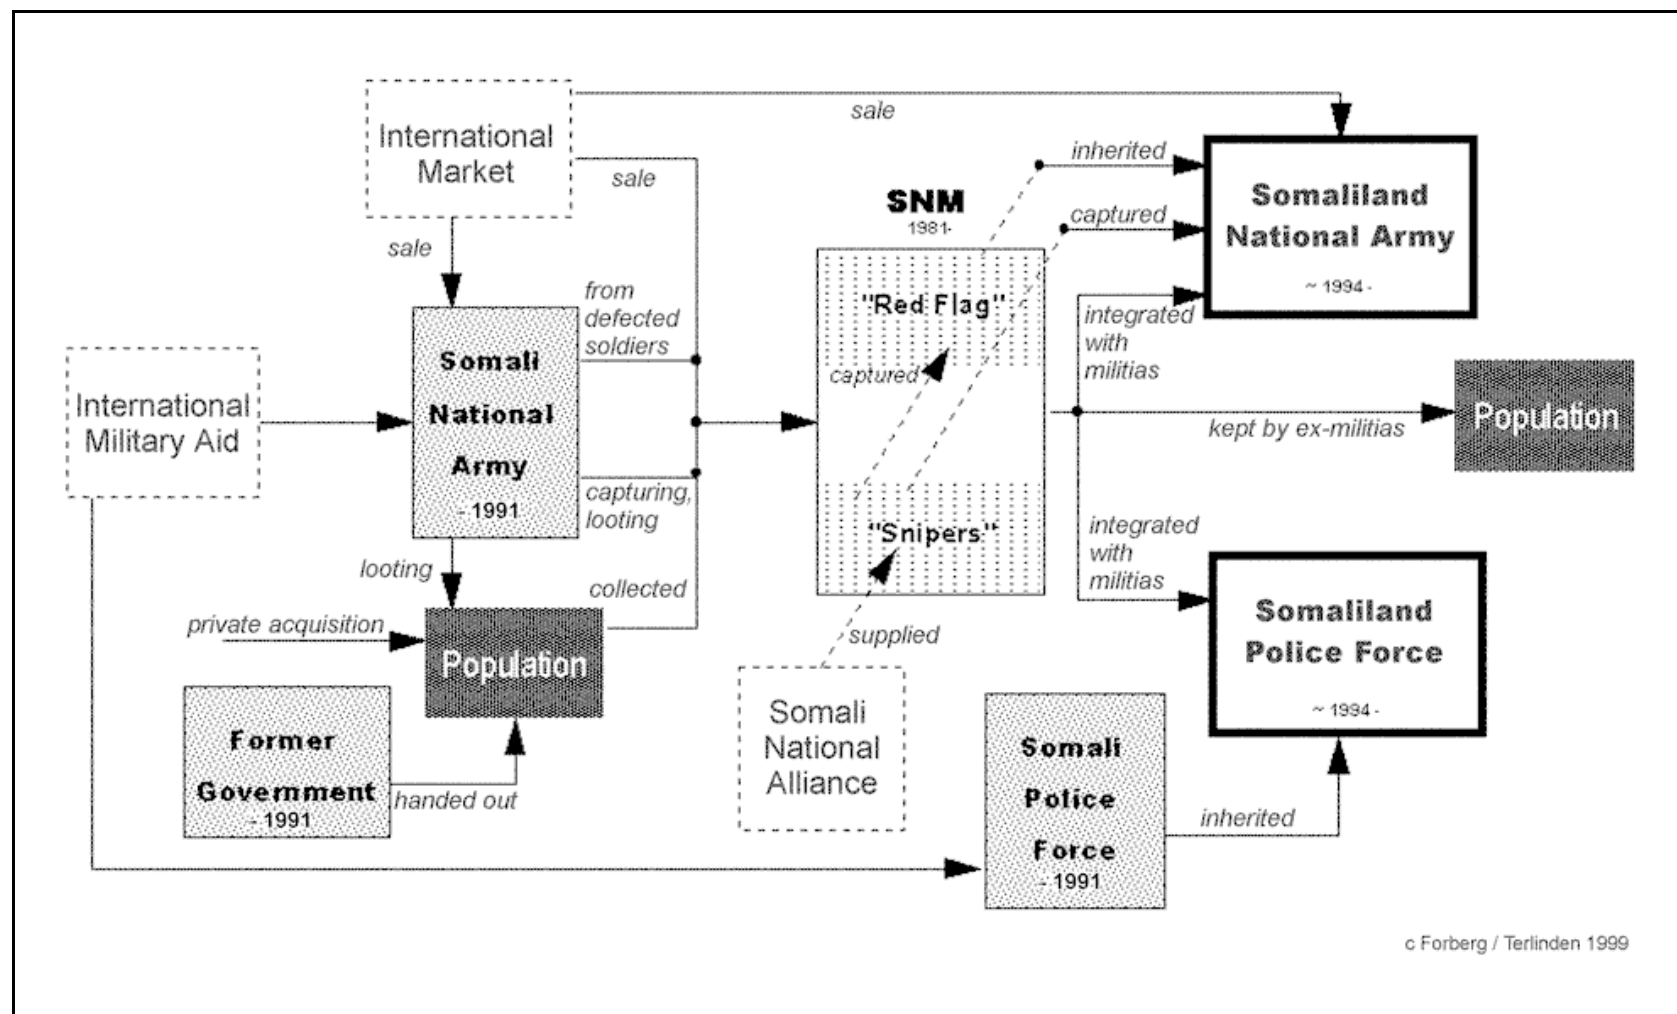 International
Market
sale
sale
sale
inherited
captured
SNM
1981-
Somaliland
National Army
~ 1994 -
"Red Flag"
captured
from
defected
soldiers
International
Military Aid
Somali
National
Army
- 1991
capturing,
looting
integrated
with
militias
Population
kept by ex-militias
integrated
with
militias
"Snipers"
looting
collected
private acquisition
Population
supplied
Somaliland
Police Force
~ 1994 -
Former
Government
- 1991
handed out
Somali
National
Alliance
Somali
Police
Force
- 1991
inherited
c Forberg / Terlinden 1999